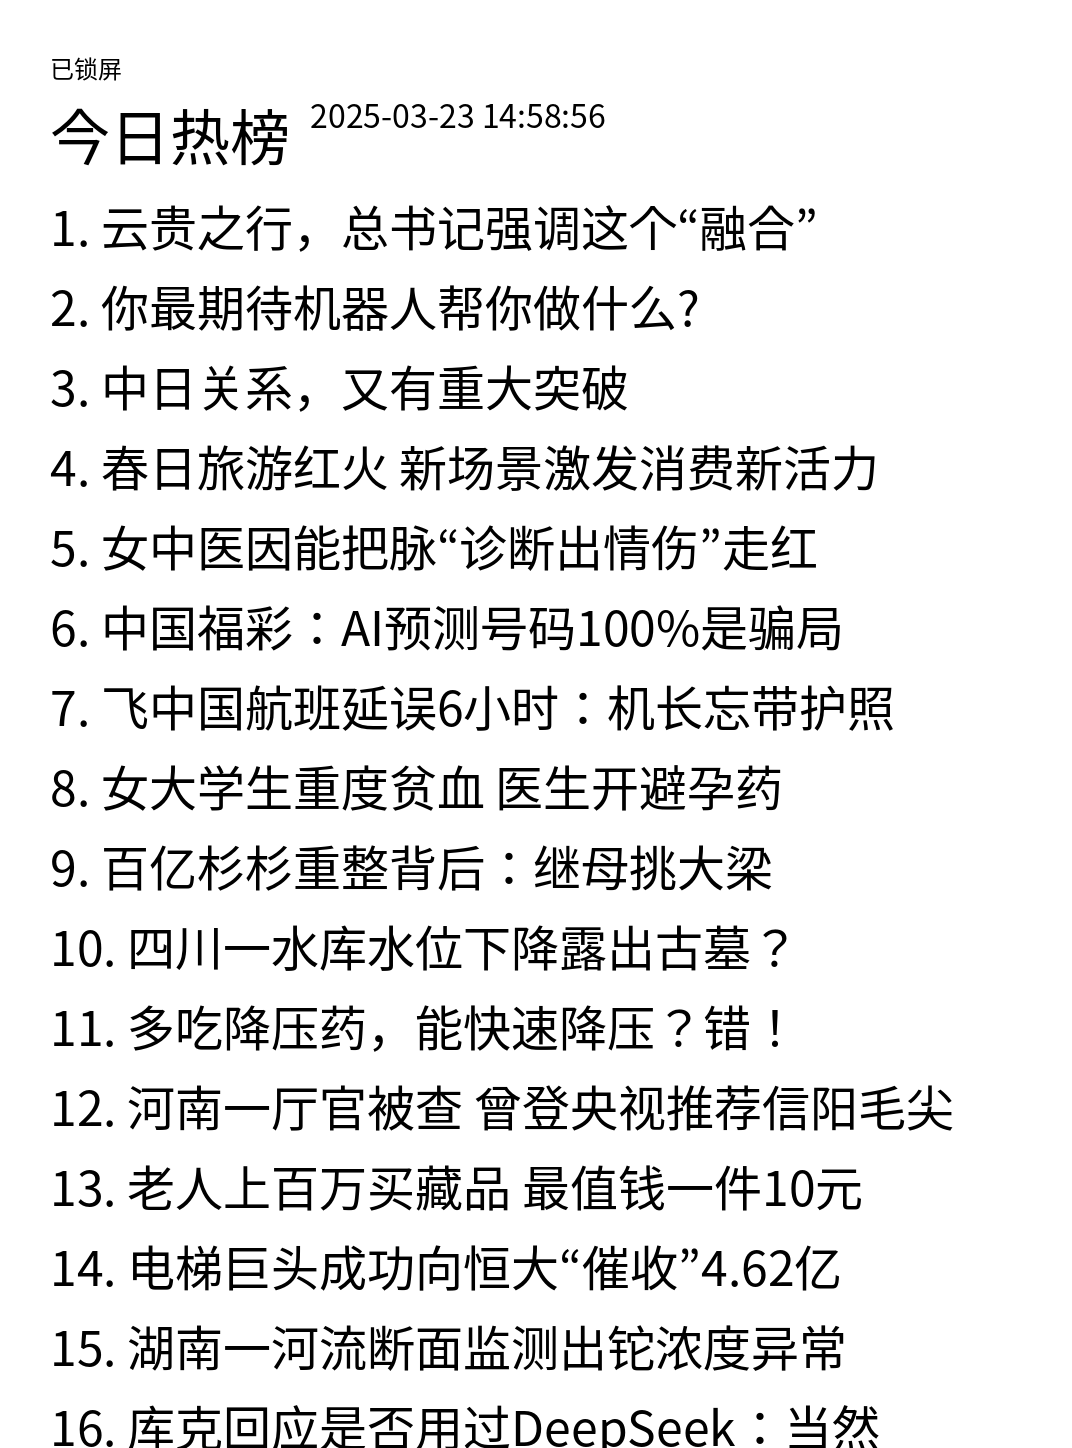 已锁屏
今日热榜 2025-03-23 14:58:56
1. 云贵之行，总书记强调这个“融合”
2. 你最期待机器人帮你做什么?
3. 中日关系，又有重大突破
4. 春日旅游红火 新场景激发消费新活力
5. 女中医因能把脉“诊断出情伤”走红
6. 中国福彩：AI预测号码100%是骗局
7. 飞中国航班延误6小时：机长忘带护照
8. 女大学生重度贫血 医生开避孕药
9. 百亿杉杉重整背后：继母挑大梁
10. 四川一水库水位下降露出古墓？
11. 多吃降压药，能快速降压？错！
12. 河南一厅官被查 曾登央视推荐信阳毛尖
13. 老人上百万买藏品 最值钱一件10元
14. 电梯巨头成功向恒大“催收”4.62亿
15. 湖南一河流断面监测出铊浓度异常
16. 库克回应是否用过DeepSeek：当然